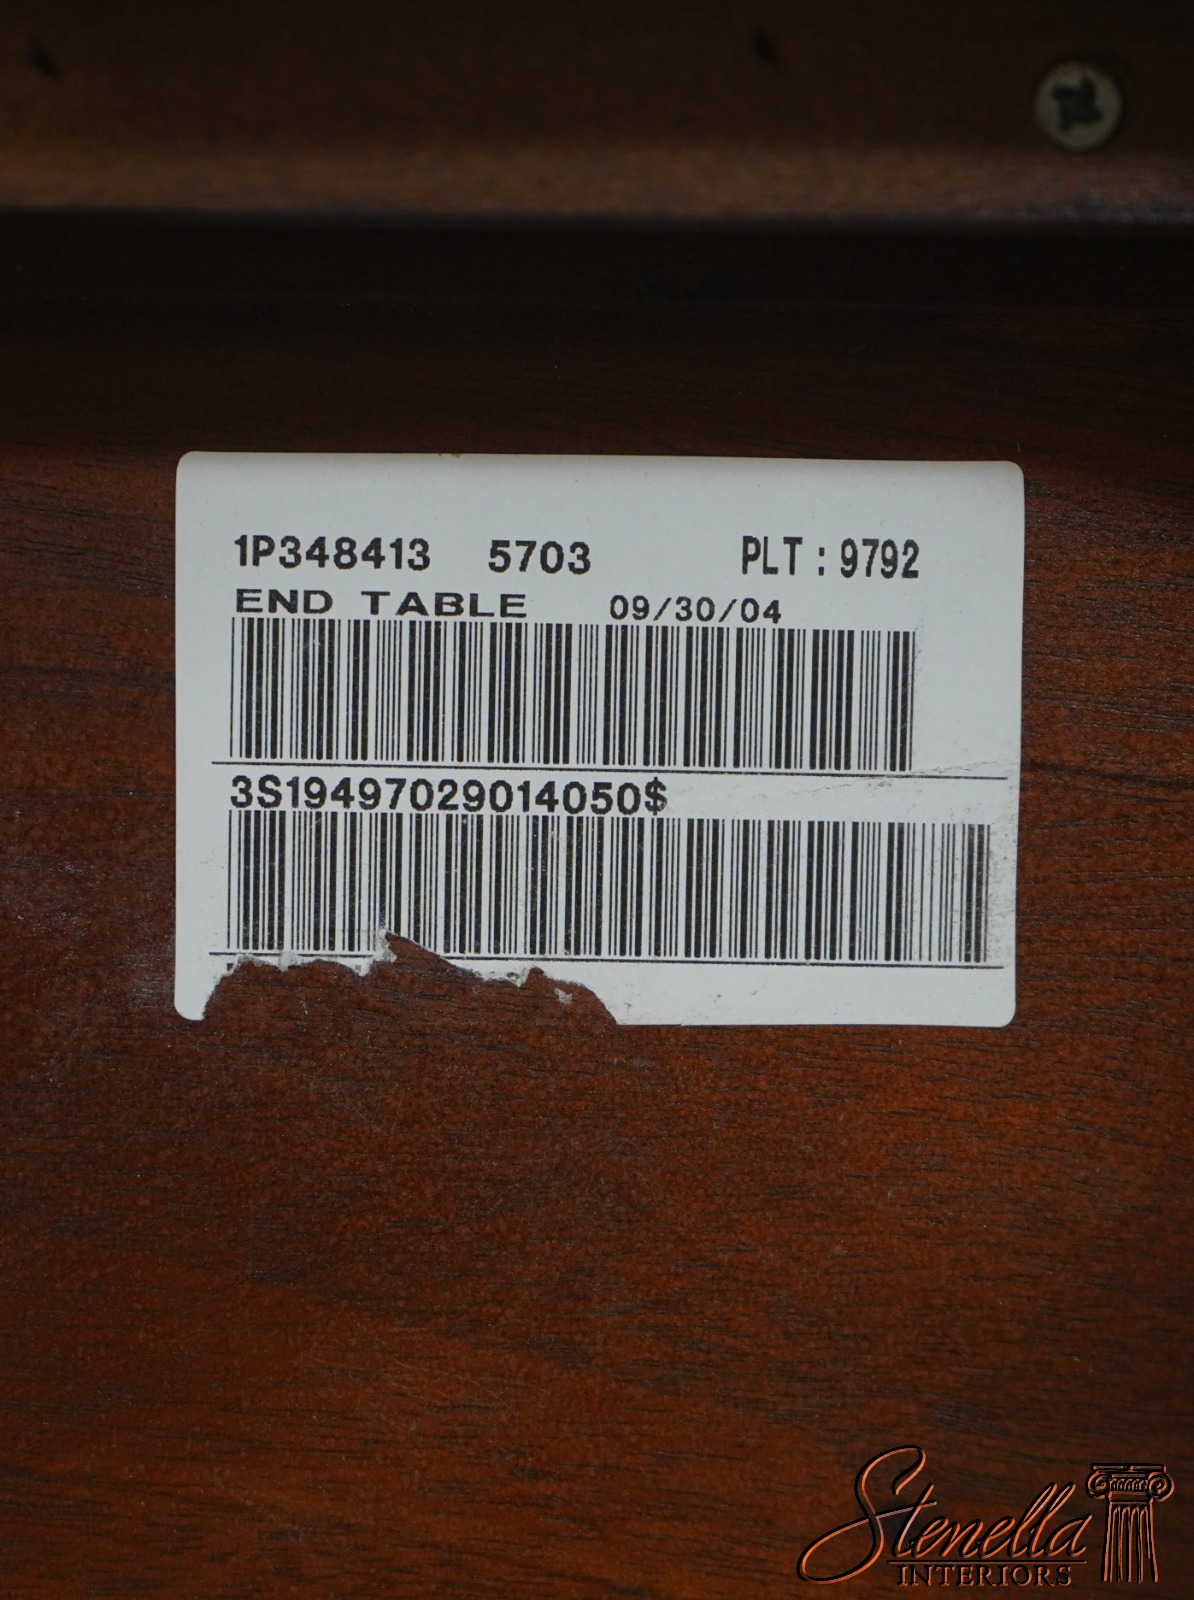 1P348413 5703 PLT : 9792
END TABLE 09/30/04
3S19497029014050$
Stenella
INTERIORS